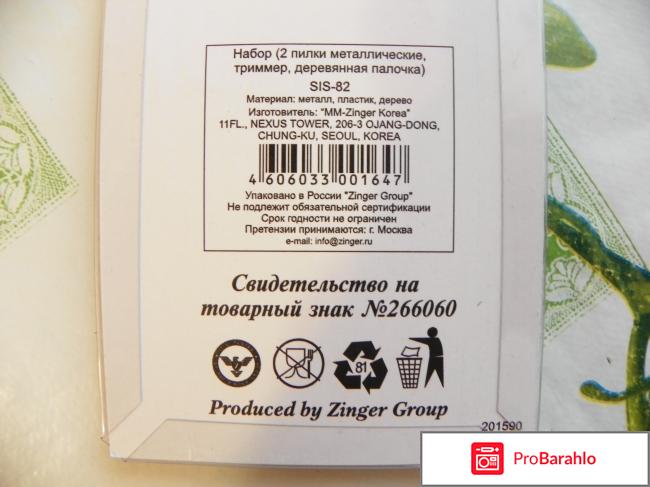 Набор (2 пилки металлические,
триммер, деревянная палочка)
SIS-82
Материал: металл, пластик, дерево
Изготовитель: "MM-Zinger Korea"
11FL., NEXUS TOWER, 206-3 OJANG-DONG,
CHUNG-KU, SEOUL, KOREA
4 606033 001647
Упаковано в России "Zinger Group"
Не подлежит обязательной сертификации
Срок годности не ограничен
Претензии принимаются: г. Москва
e-mail: info@zinger.ru
Свидетельство на
товарный знак №266060
81
Produced by Zinger Group
201590
ProBarahlo